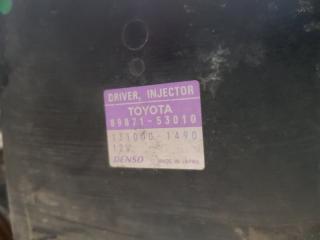 DRIVER, INJECTOR
TOYOTA
89871-53010
131000-1490
12V
DENSO MADE IN JAPAN